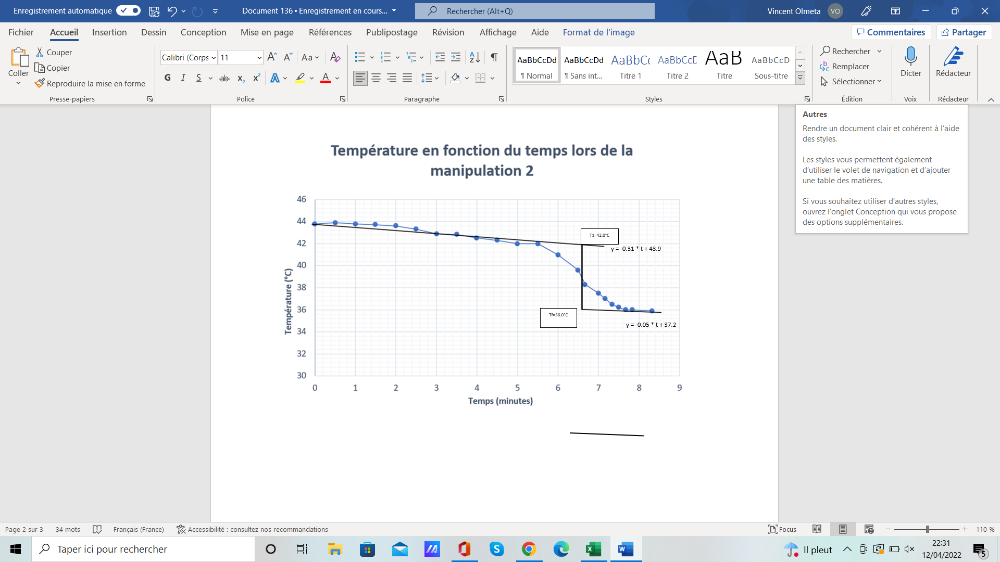 Enregistrement automatique
Document 136 • Enregistrement en cours...
Rechercher (Alt+Q)
Vincent Olmeta
VO
Fichier Accueil Insertion Dessin Conception Mise en page Références Publipostage Révision Affichage Aide Format de l'image
Commentaires
Partager
Coller
Couper
Copier
Reproduire la mise en forme
Presse-papiers
Calibri (Corps 11
G I S ab x₂ x² A A
Police
Paragraphe
AaBbCcDd AaBbCcDd AaBbCc AaBbCcD AaB AaBbCcD
¶ Normal ¶ Sans int... Titre 1 Titre 2 Titre Sous-titre
Styles
Rechercher
Remplacer
Sélectionner
Édition
Dicter
Voix
Rédacteur
Rédacteur
Autres
Rendre un document clair et cohérent à l'aide
des styles.
Les styles vous permettent également
d'utiliser le volet de navigation et d'ajouter
une table des matières.
Si vous souhaitez utiliser d'autres styles,
ouvrez l'onglet Conception qui vous propose
des options supplémentaires.
Température en fonction du temps lors de la
manipulation 2
46
44
42
40
38
36
34
32
30
Température (°C)
T1=42.0°C
y = -0.31 * t + 43.9
Tf=36.0°C
y = -0.05 * t + 37.2
0 1 2 3 4 5 6 7 8 9
Temps (minutes)
Page 2 sur 3 34 mots Français (France) Accessibilité : consultez nos recommandations
Focus
110 %
Taper ici pour rechercher
Il pleut
22:31
12/04/2022
5